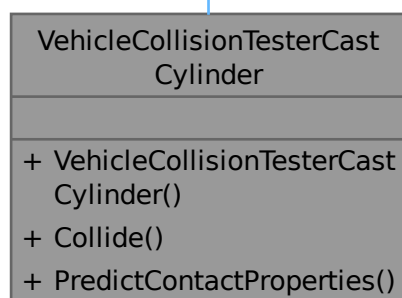 VehicleCollisionTesterCast
Cylinder
+ VehicleCollisionTesterCast
Cylinder()
+ Collide()
+ PredictContactProperties()